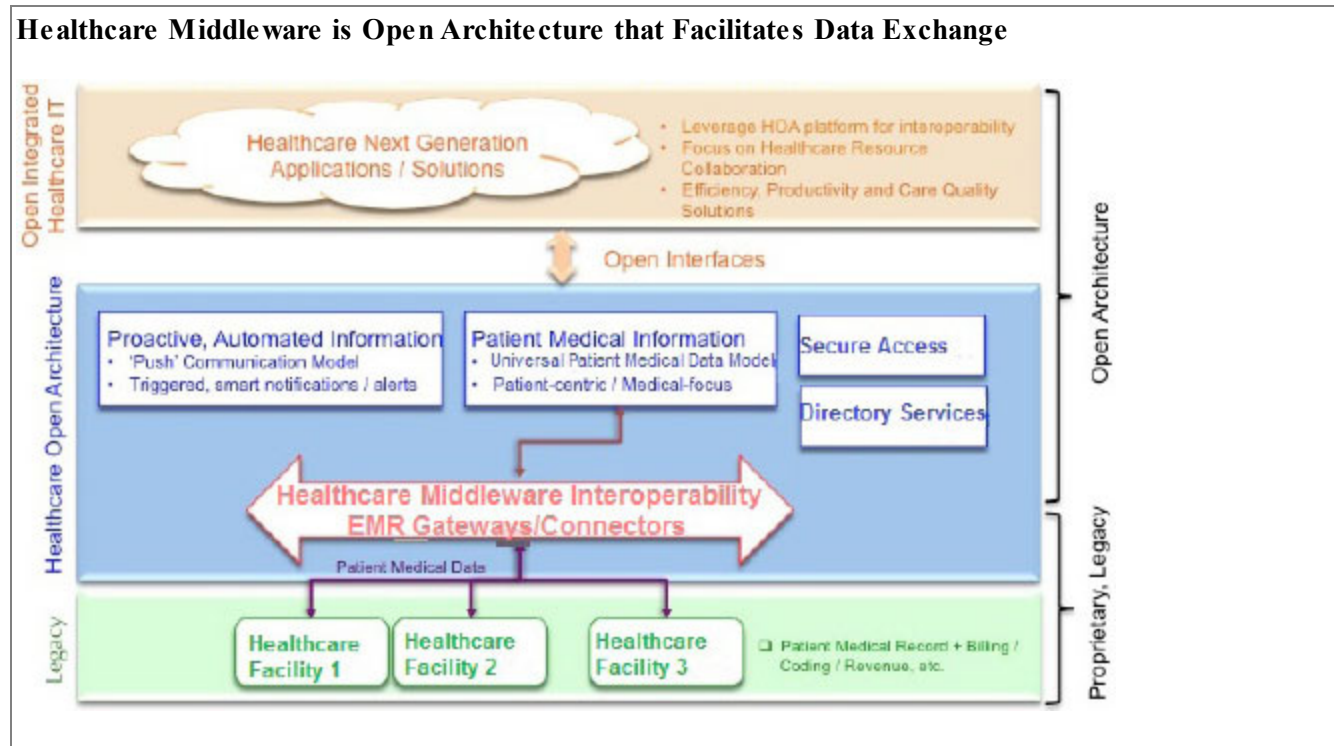 Healthcare Middleware is Open Architecture that Facilitates Data Exchange
Open Integrated
Healthcare IT
Healthcare Next Generation
Applications / Solutions
• Leverage HOA platform for interoperability
• Focus on Healthcare Resource
Collaboration
• Efficiency, Productivity and Care Quality
Solutions
Open Interfaces
Open Architecture
Healthcare Open Architecture
Proactive, Automated Information
• 'Push' Communication Model
• Triggered, smart notifications / alerts
Patient Medical Information
• Universal Patient Medical Data Model
• Patient-centric / Medical-focus
Secure Access
Directory Services
Healthcare Middleware Interoperability
EMR Gateways/Connectors
Patient Medical Data
Proprietary, Legacy
Legacy
Healthcare
Facility 1
Healthcare
Facility 2
Healthcare
Facility 3
❑ Patient Medical Record + Billing /
Coding / Revenue, etc.